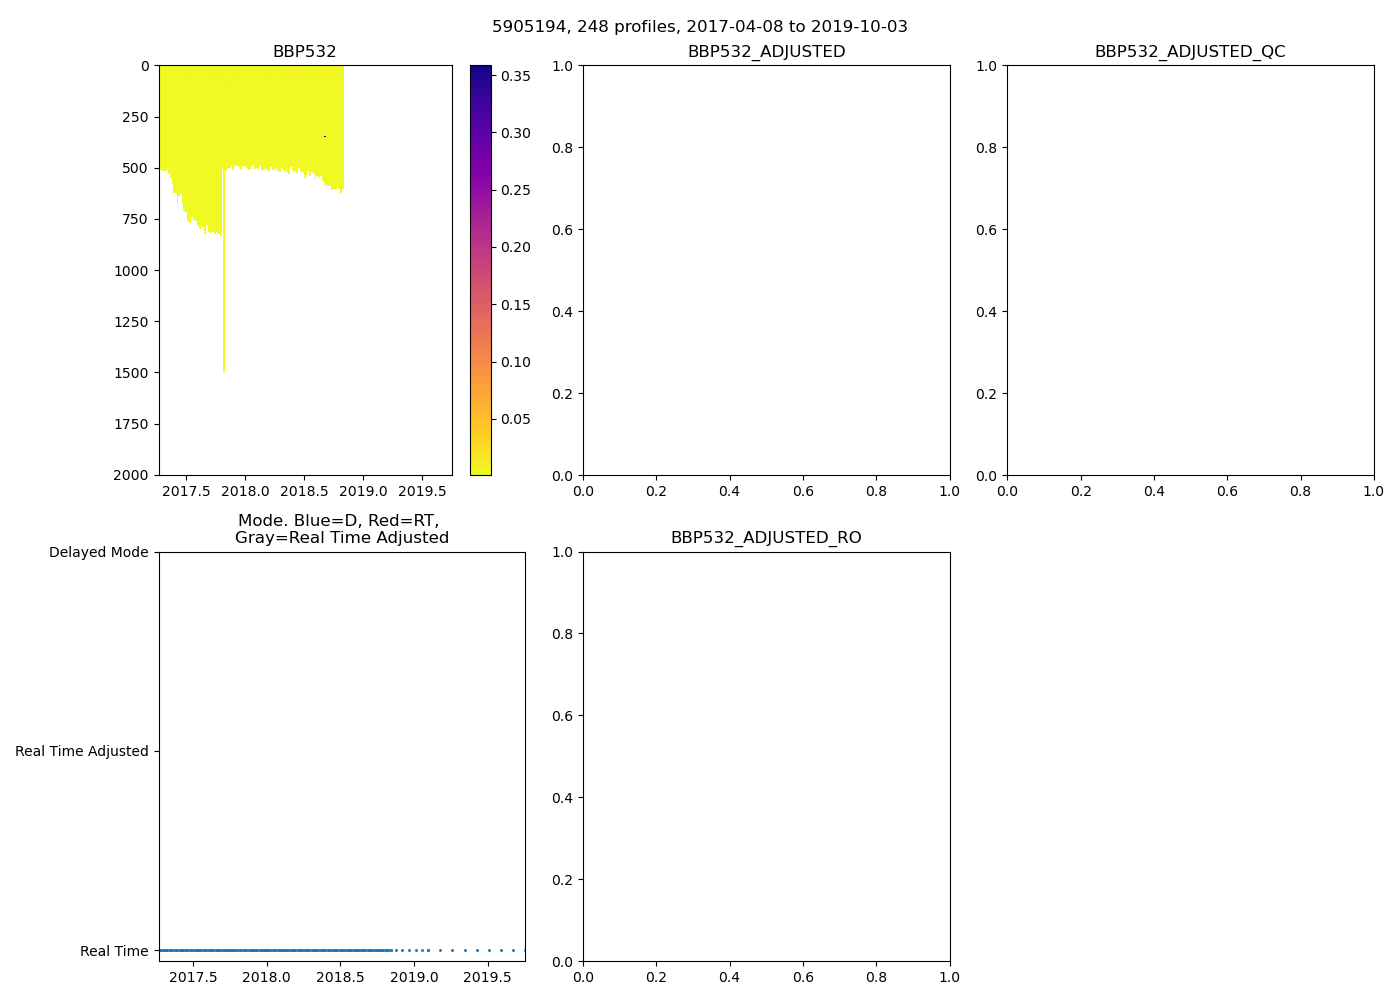 5905194, 248 profiles, 2017-04-08 to 2019-10-03
BBP532
0
250
500
750
1000
1250
1500
1750
2000
2017.5 2018.0 2018.5 2019.0 2019.5
0.35
0.30
0.25
0.20
0.15
0.10
0.05
BBP532_ADJUSTED
1.0
0.8
0.6
0.4
0.2
0.0
0.0 0.2 0.4 0.6 0.8 1.0
BBP532_ADJUSTED_QC
1.0
0.8
0.6
0.4
0.2
0.0
0.0 0.2 0.4 0.6 0.8 1.0
Mode. Blue=D, Red=RT,
Gray=Real Time Adjusted
Delayed Mode
Real Time Adjusted
Real Time
2017.5 2018.0 2018.5 2019.0 2019.5
BBP532_ADJUSTED_RO
1.0
0.8
0.6
0.4
0.2
0.0
0.0 0.2 0.4 0.6 0.8 1.0